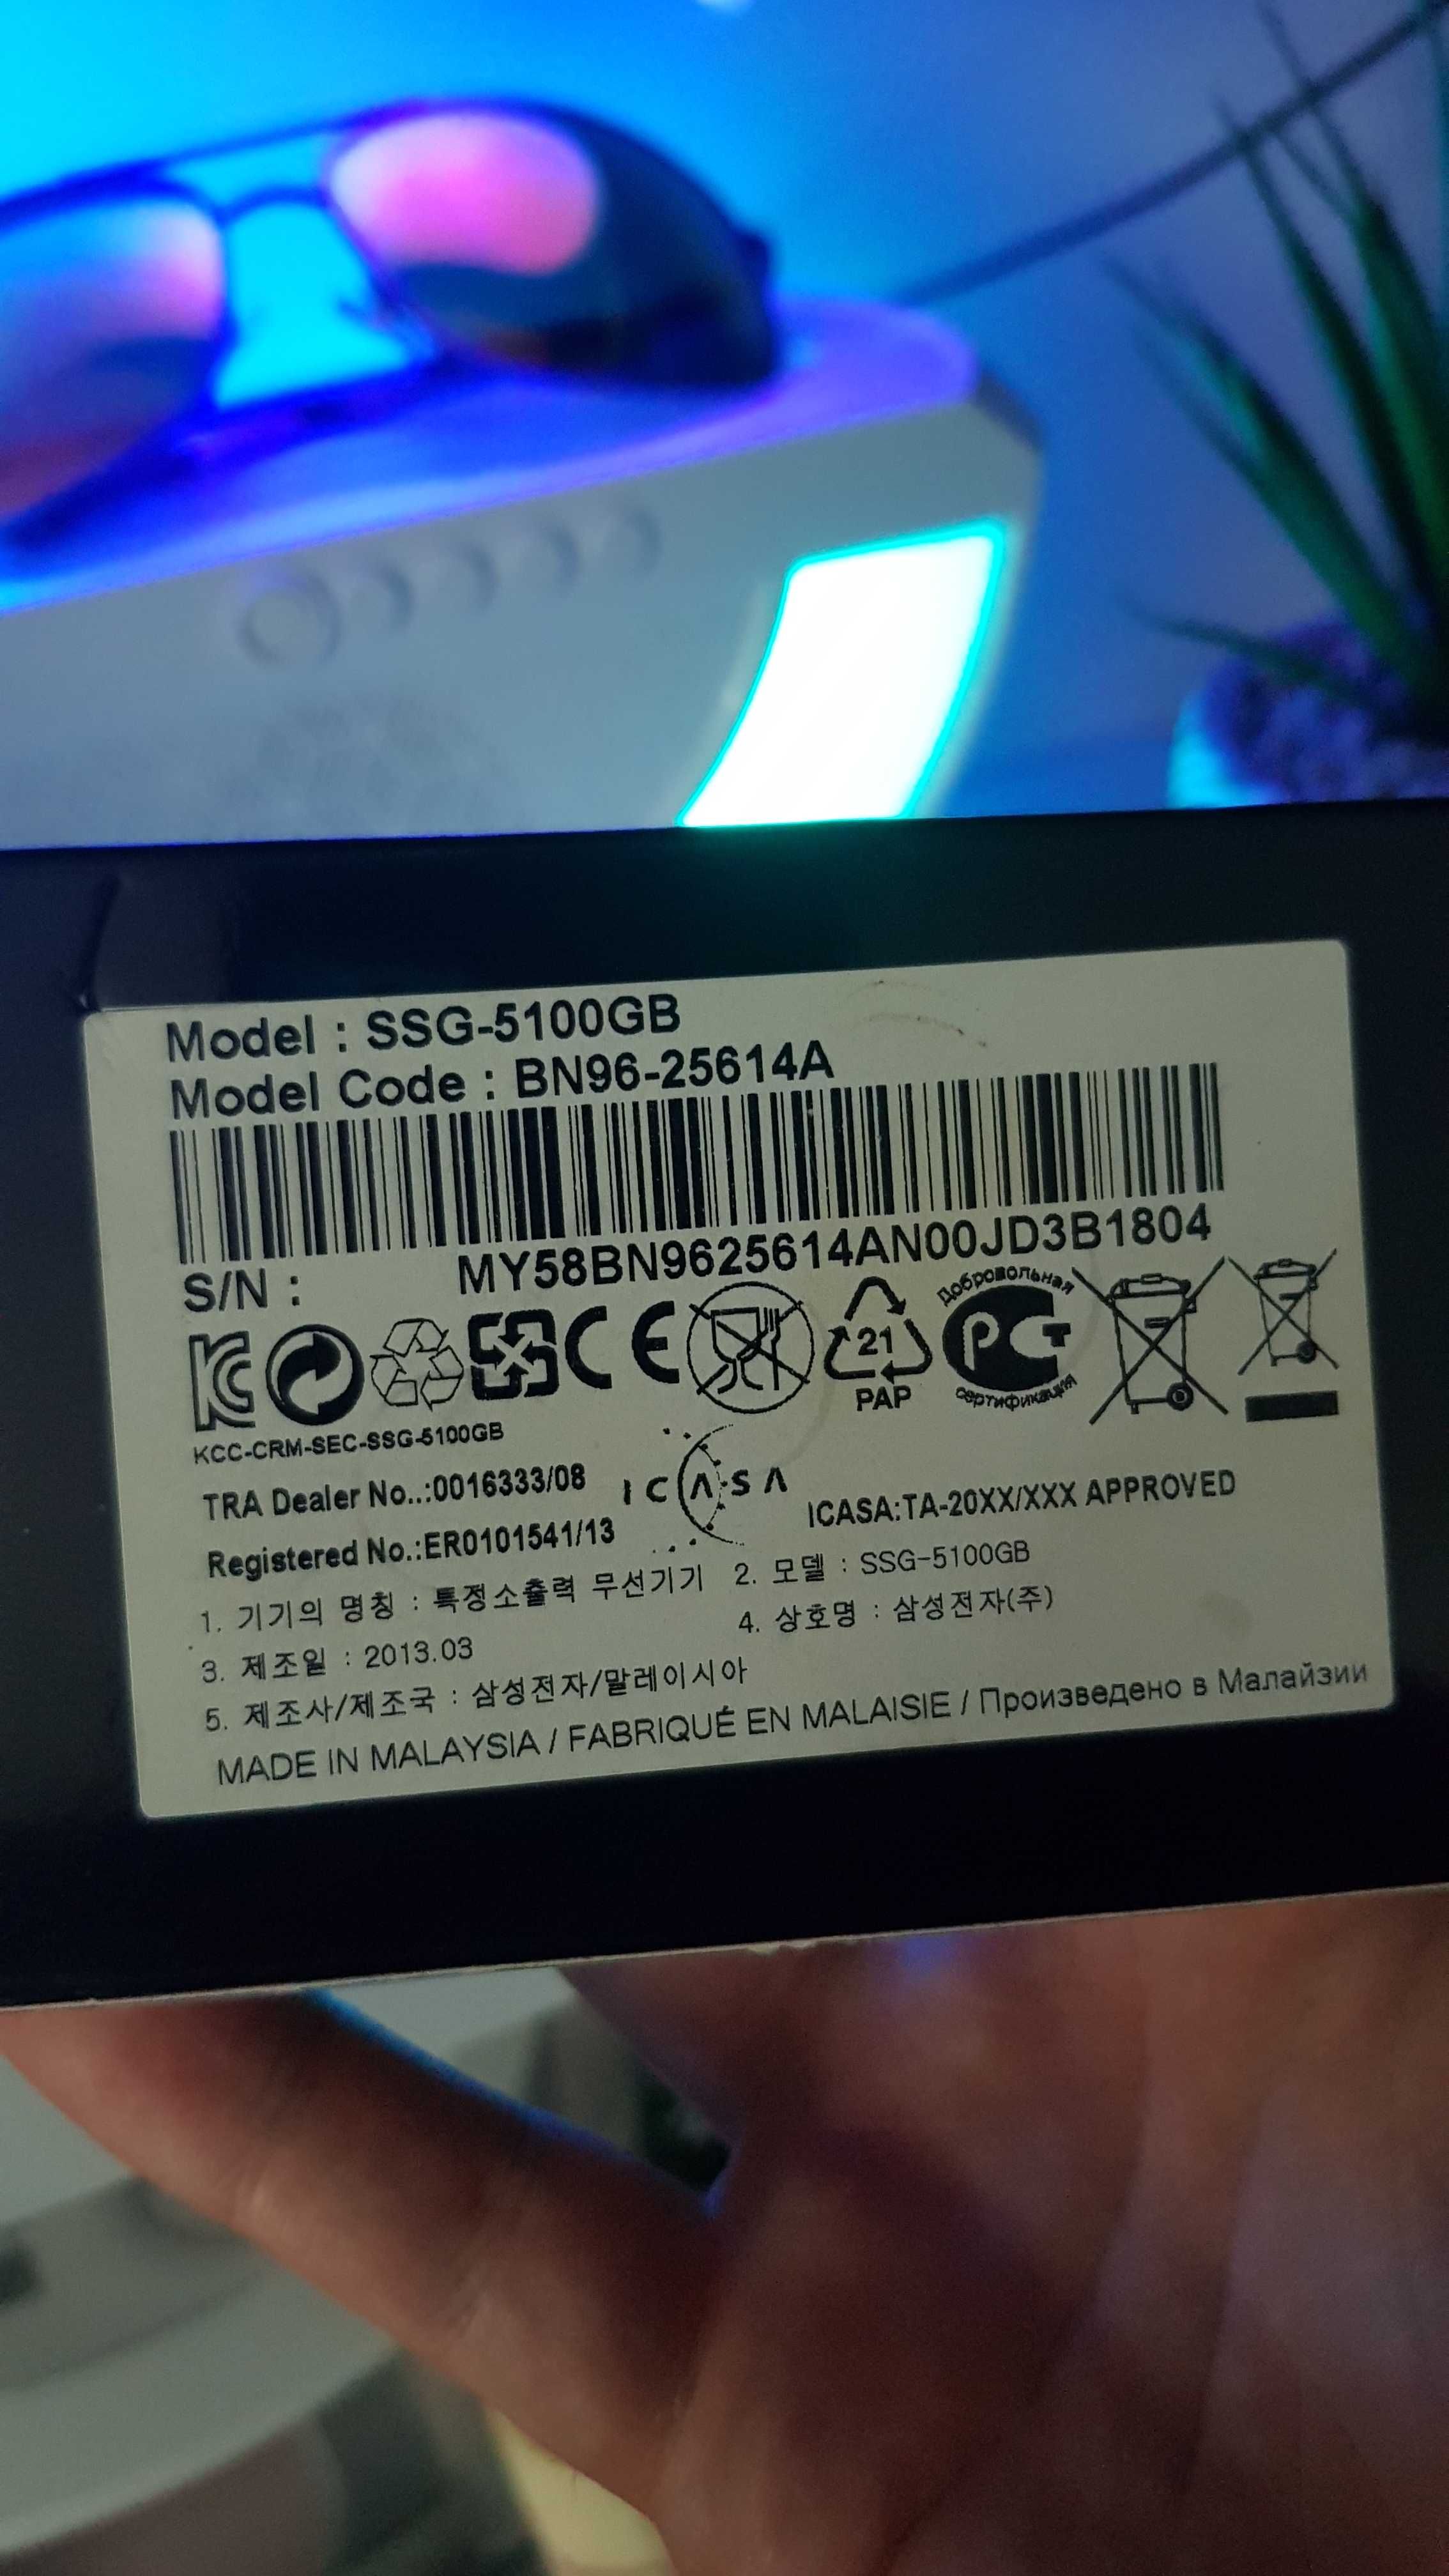 Model : SSG-5100GB
Model Code : BN96-25614A
S/N : MY58BN9625614AN00JD3B1804
KC CE 21 PAP Добровольная РСТ сертификация
KCC-CRM-SEC-SSG-5100GB
TRA Dealer No..:0016333/08
ICASA
ICASA:TA-20XX/XXX APPROVED
Registered No.:ER0101541/13
1. 기기의 명칭 : 특정소출력 무선기기 2. 모델 : SSG-5100GB
3. 제조일 : 2013.03 4. 상호명 : 삼성전자(주)
5. 제조사/제조국 : 삼성전자/말레이시아
MADE IN MALAYSIA / FABRIQUÉ EN MALAISIE / Произведено в Малайзии